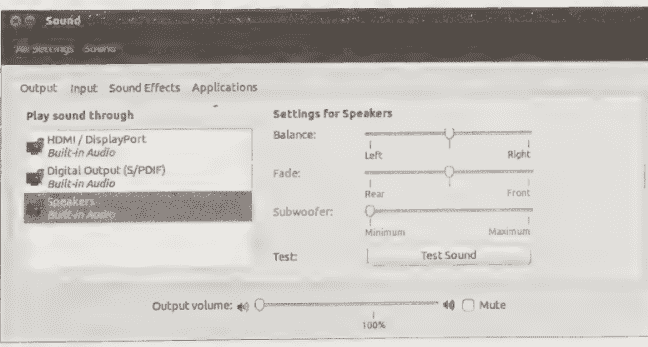 Sound
All Settings Sound
Output Input Sound Effects Applications
Play sound through
HDMI / DisplayPort
Built-in Audio
Digital Output (S/PDIF)
Built-in Audio
Speakers
Built-in Audio
Settings for Speakers
Balance:
Left Right
Fade:
Rear Front
Subwoofer:
Minimum Maximum
Test: Test Sound
Output volume: Mute
100%